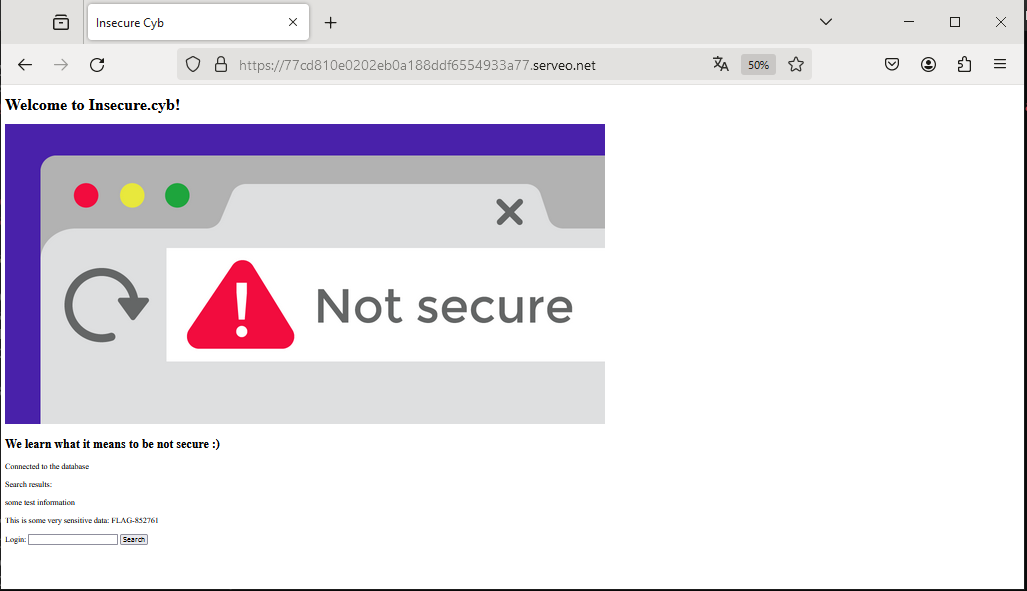 Insecure Cyb
https://77cd810e0202eb0a188ddf6554933a77.serveo.net
50%
Welcome to Insecure.cyb!
Not secure
We learn what it means to be not secure :)
Connected to the database
Search results:
some test information
This is some very sensitive data: FLAG-852761
Login: Search